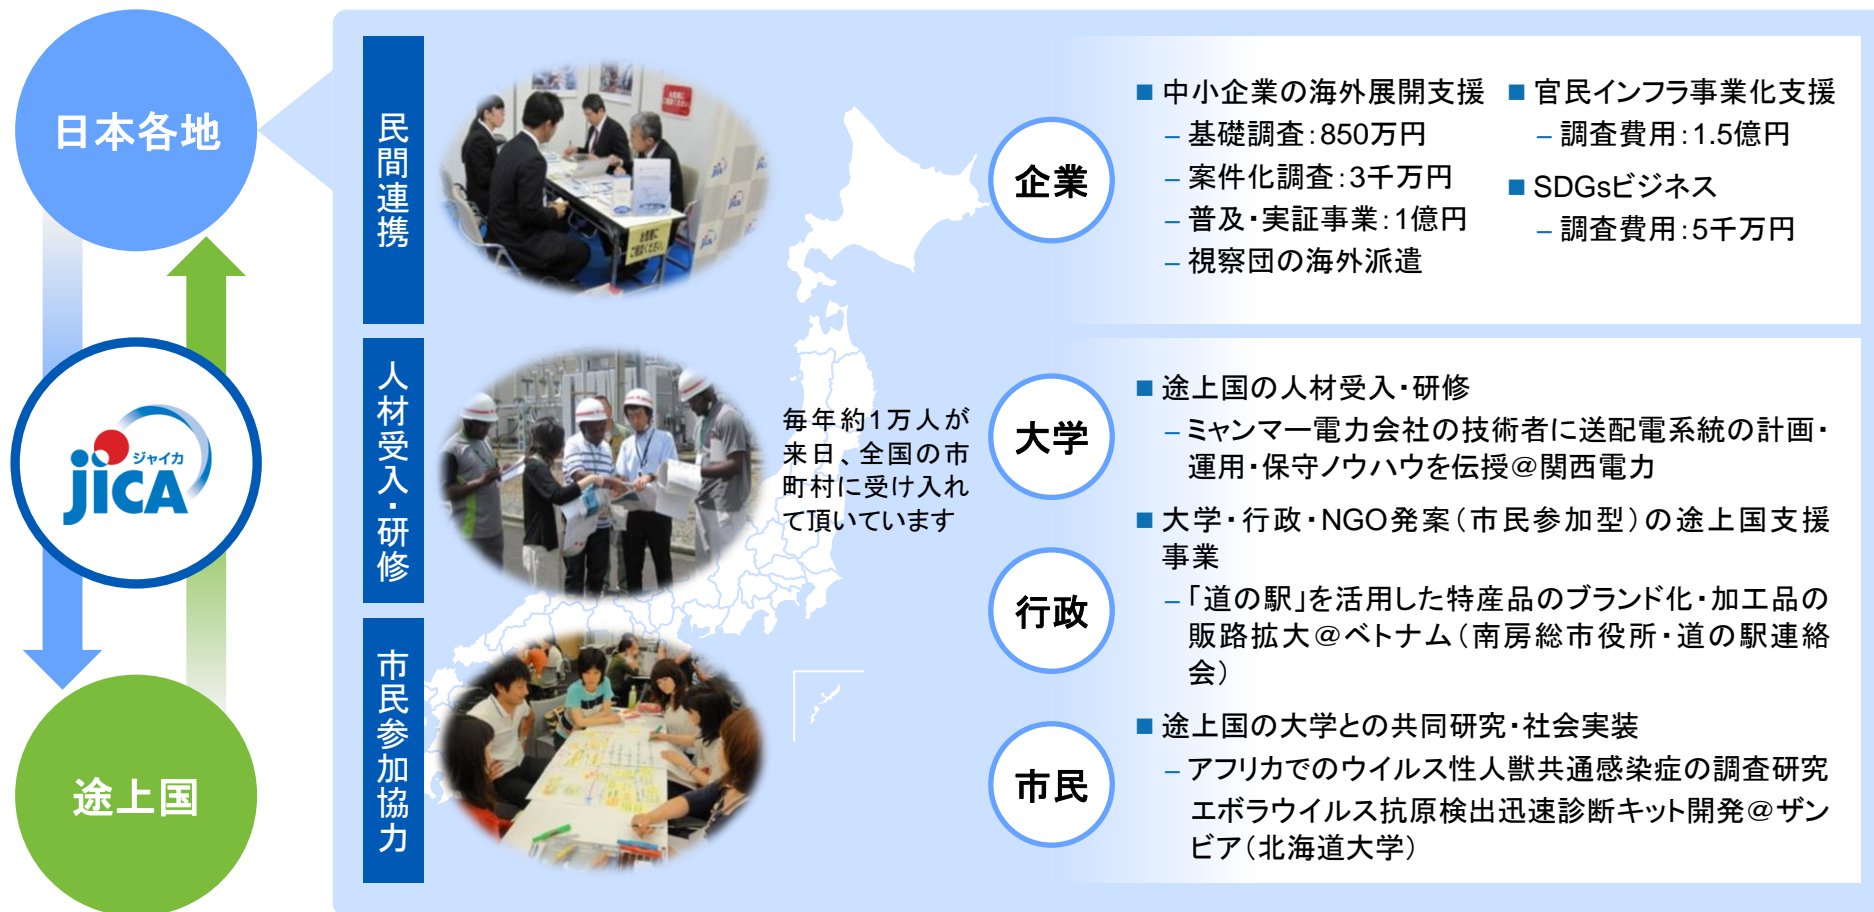 日本各地
ジャイカ
jICA
途上国
民間連携
人材受入・研修
市民参加協力
お気軽に
ご相談ください。
JICA
毎年約1万人が
来日、全国の市
町村に受け入れ
て頂いています
企業
■ 中小企業の海外展開支援
– 基礎調査:850万円
– 案件化調査:3千万円
– 普及・実証事業:1億円
– 視察団の海外派遣
■ 官民インフラ事業化支援
– 調査費用:1.5億円
■ SDGsビジネス
– 調査費用:5千万円
大学
行政
市民
■ 途上国の人材受入・研修
– ミャンマー電力会社の技術者に送配電系統の計画・
運用・保守ノウハウを伝授@関西電力
■ 大学・行政・NGO発案(市民参加型)の途上国支援
事業
– 「道の駅」を活用した特産品のブランド化・加工品の
販路拡大@ベトナム(南房総市役所・道の駅連絡
会)
■ 途上国の大学との共同研究・社会実装
– アフリカでのウイルス性人獣共通感染症の調査研究
エボラウイルス抗原検出迅速診断キット開発@ザン
ビア(北海道大学)